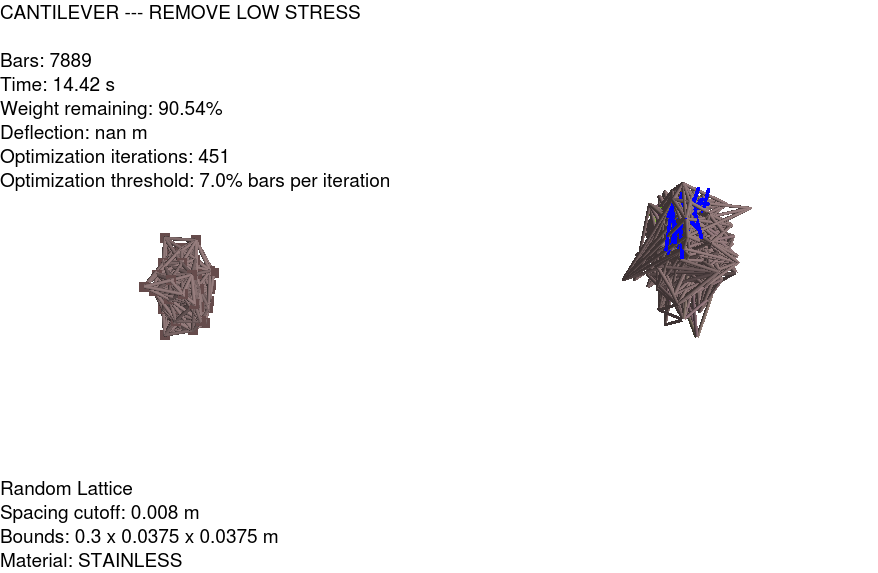 CANTILEVER --- REMOVE LOW STRESS
Bars: 7889
Time: 14.42 s
Weight remaining: 90.54%
Deflection: nan m
Optimization iterations: 451
Optimization threshold: 7.0% bars per iteration
Random Lattice
Spacing cutoff: 0.008 m
Bounds: 0.3 x 0.0375 x 0.0375 m
Material: STAINLESS